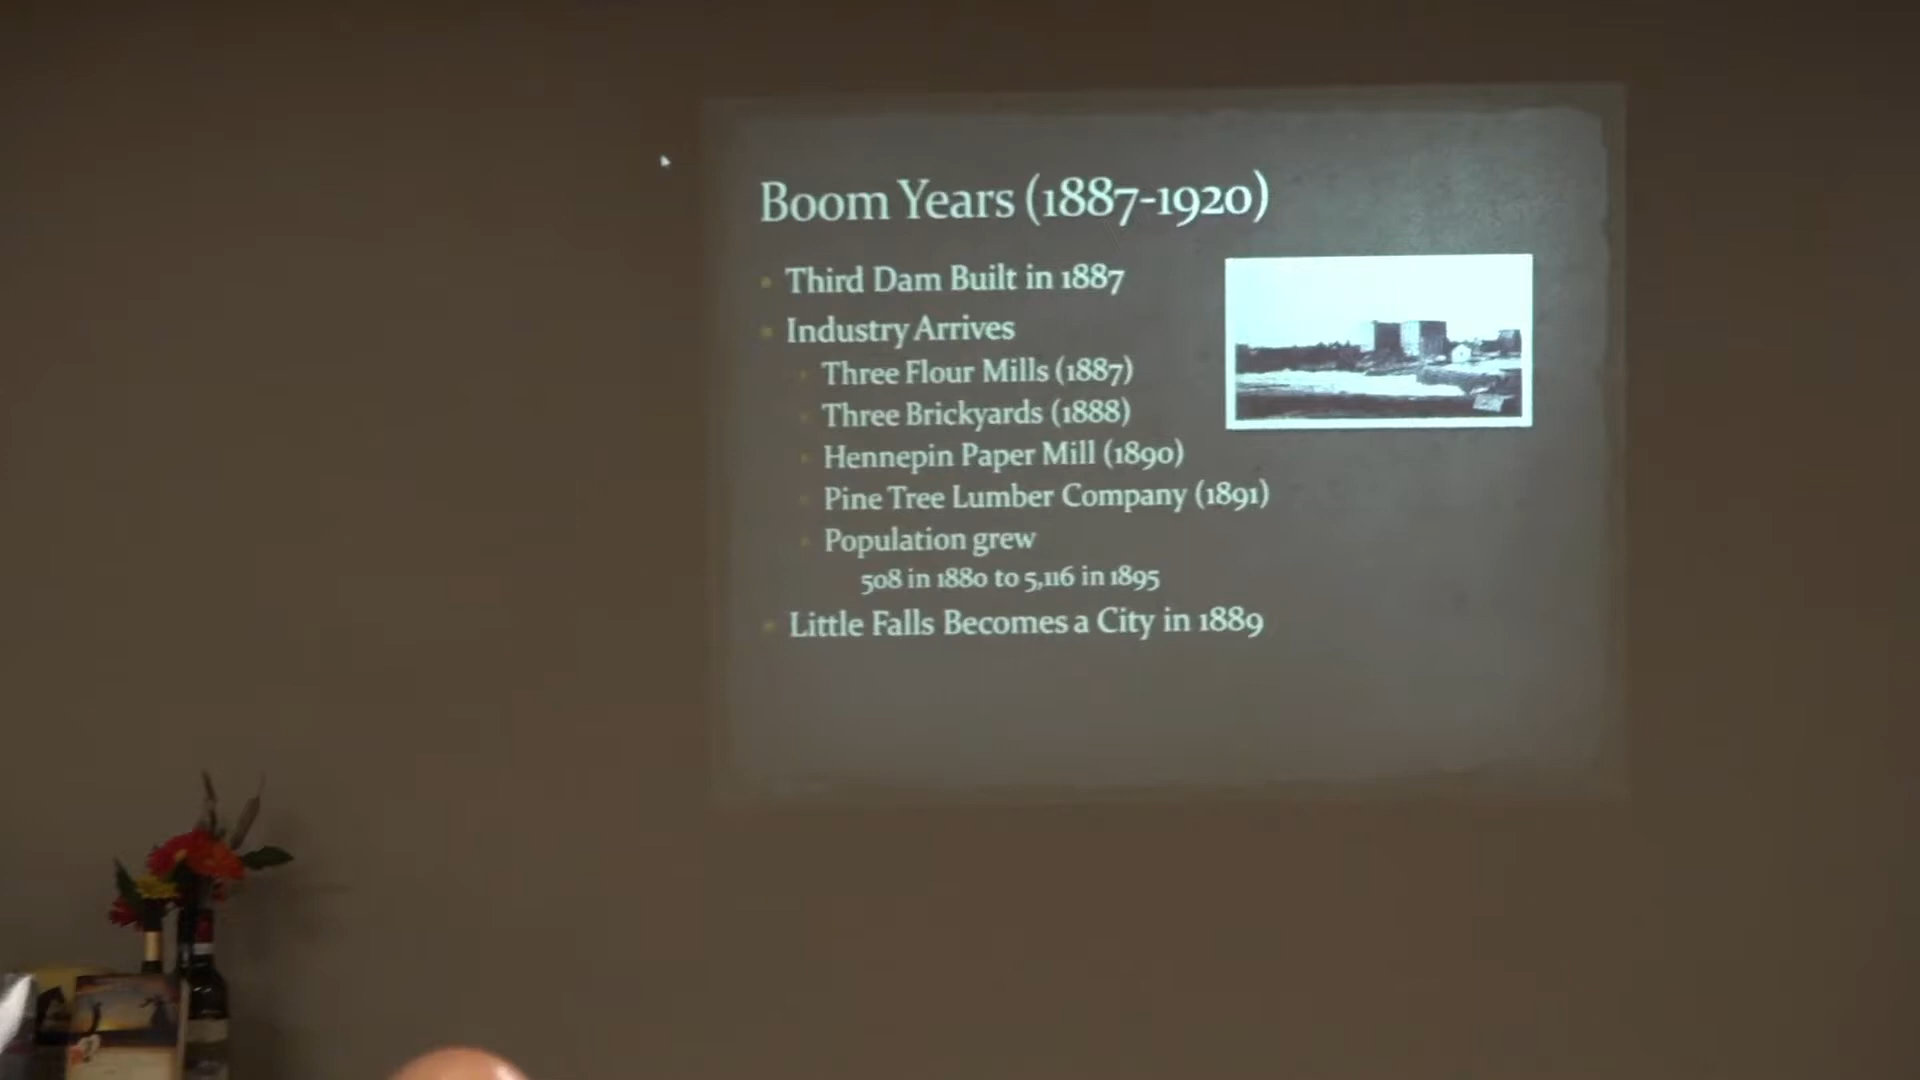 Boom Years (1887-1920)
Third Dam Built in 1887
Industry Arrives
Three Flour Mills (1887)
Three Brickyards (1888)
Hennepin Paper Mill (1890)
Pine Tree Lumber Company (1891)
Population grew
508 in 1880 to 5,116 in 1895
Little Falls Becomes a City in 1889